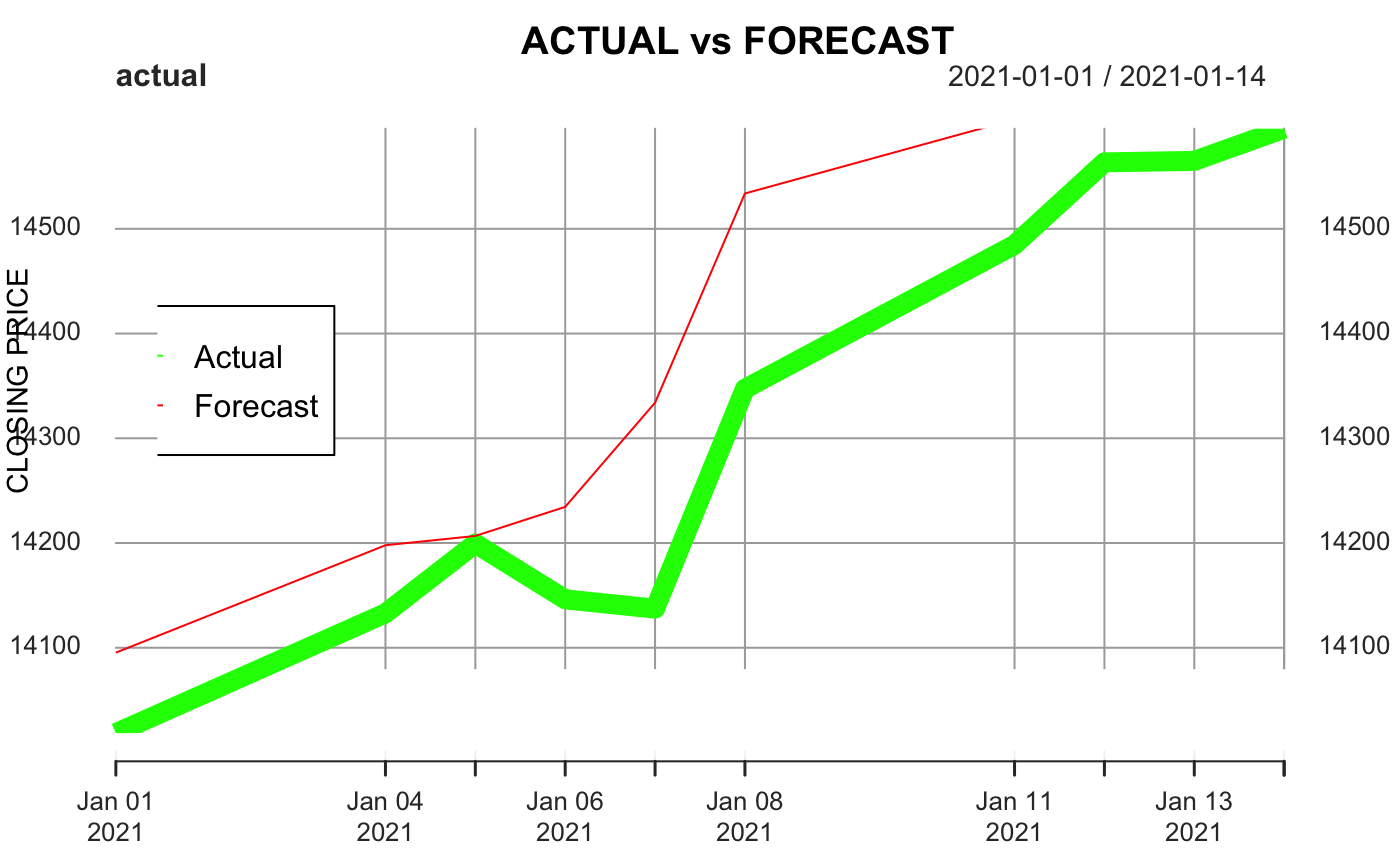 ACTUAL vs FORECAST
actual
2021-01-01 / 2021-01-14
CLOSING PRICE
14500
14400
14300
14200
14100
14500
14400
14300
14200
14100
Actual
Forecast
Jan 01
2021
Jan 04
2021
Jan 06
2021
Jan 08
2021
Jan 11
2021
Jan 13
2021